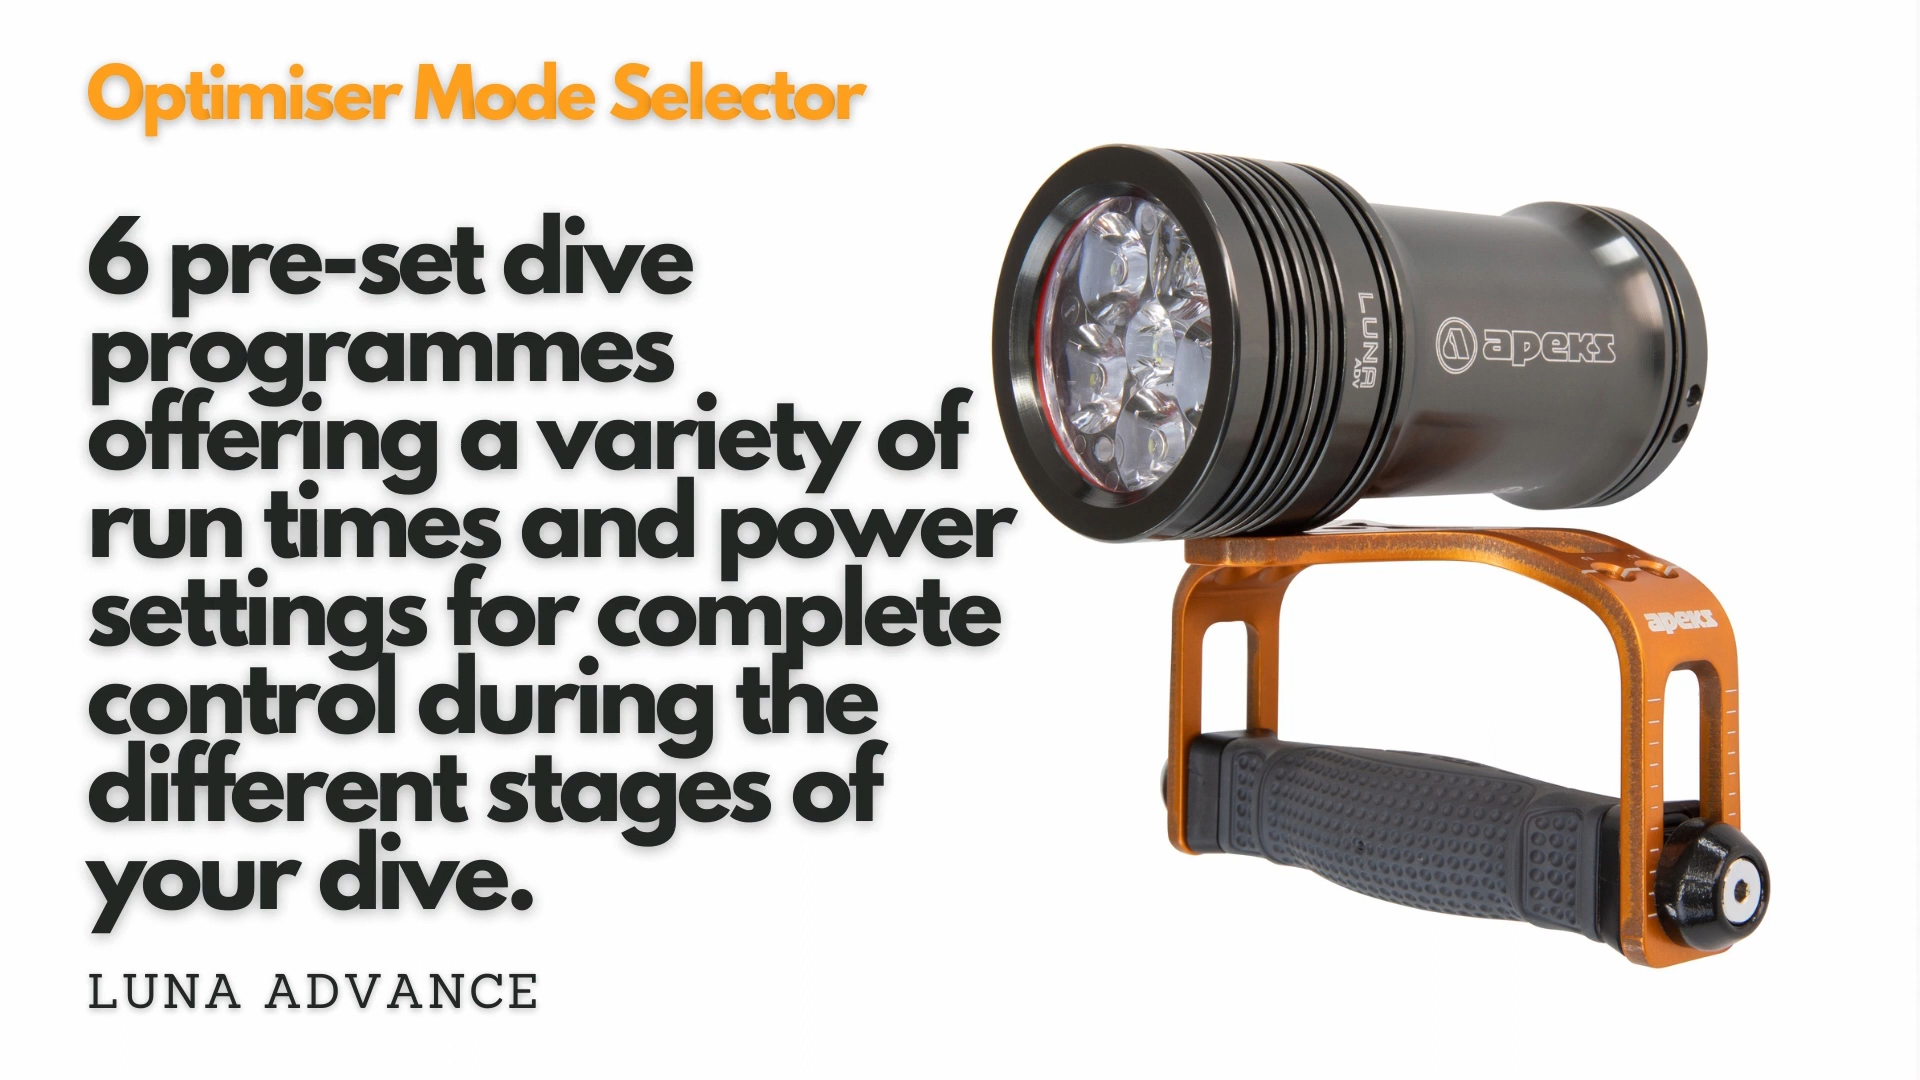 Optimiser Mode Selector
6 pre-set dive
programmes
offering a variety of
run times and power
settings for complete
control during the
different stages of
your dive.
LUNA ADVANCE
LUNA
ADV
apeks
apeks